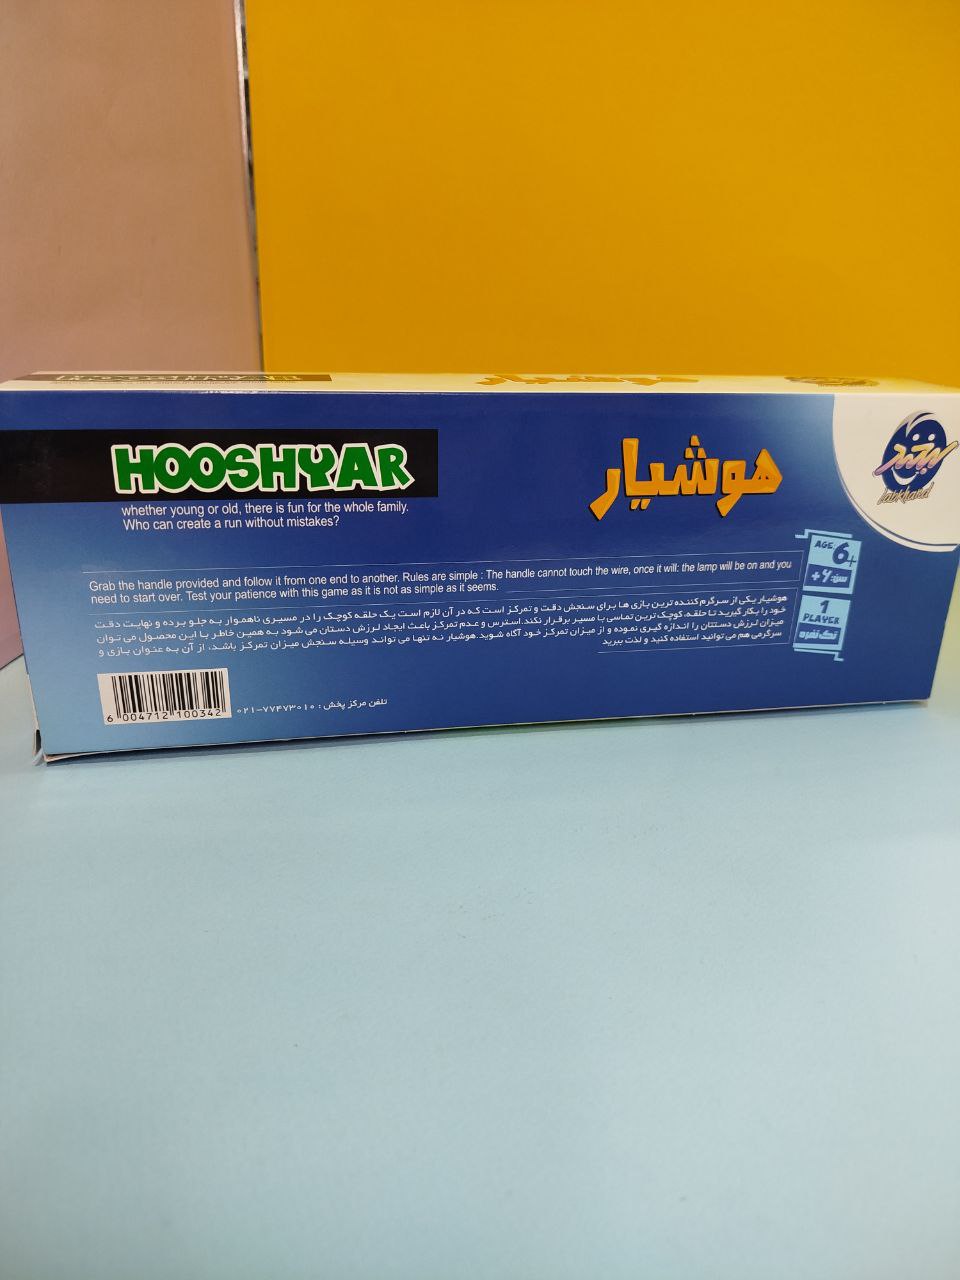 HOOSHYAR
whether young or old, there is fun for the whole family.
Who can create a run without mistakes?
هوشیار
لبخند
labkhand
AGE: 6+
سن: ۶+
1
PLAYER
تک نفره
Grab the handle provided and follow it from one end to another. Rules are simple : The handle cannot touch the wire, once it will: the lamp will be on and you
need to start over. Test your patience with this game as it is not as simple as it seems.
هوشیار یکی از سرگرم کننده ترین بازی ها برای سنجش دقت و تمرکز است که در آن لازم است یک حلقه کوچک را در مسیری ناهموار به جلو برده و نهایت دقت
خود را بکار گیرید تا حلقه، کوچک ترین تماسی با مسیر برقرار نکند. استرس و عدم تمرکز باعث ایجاد لرزش دستان می شود به همین خاطر با این محصول می توان
میزان لرزش دستتان را اندازه گیری نموده و از میزان تمرکز خود آگاه شوید. هوشیار نه تنها می تواند وسیله سنجش میزان تمرکز باشد، از آن به عنوان بازی و
سرگرمی هم می توانید استفاده کنید و لذت ببرید
تلفن مرکز پخش : ۰۲۱-۷۷۴۷۳۰۱۰
6 004712 100342